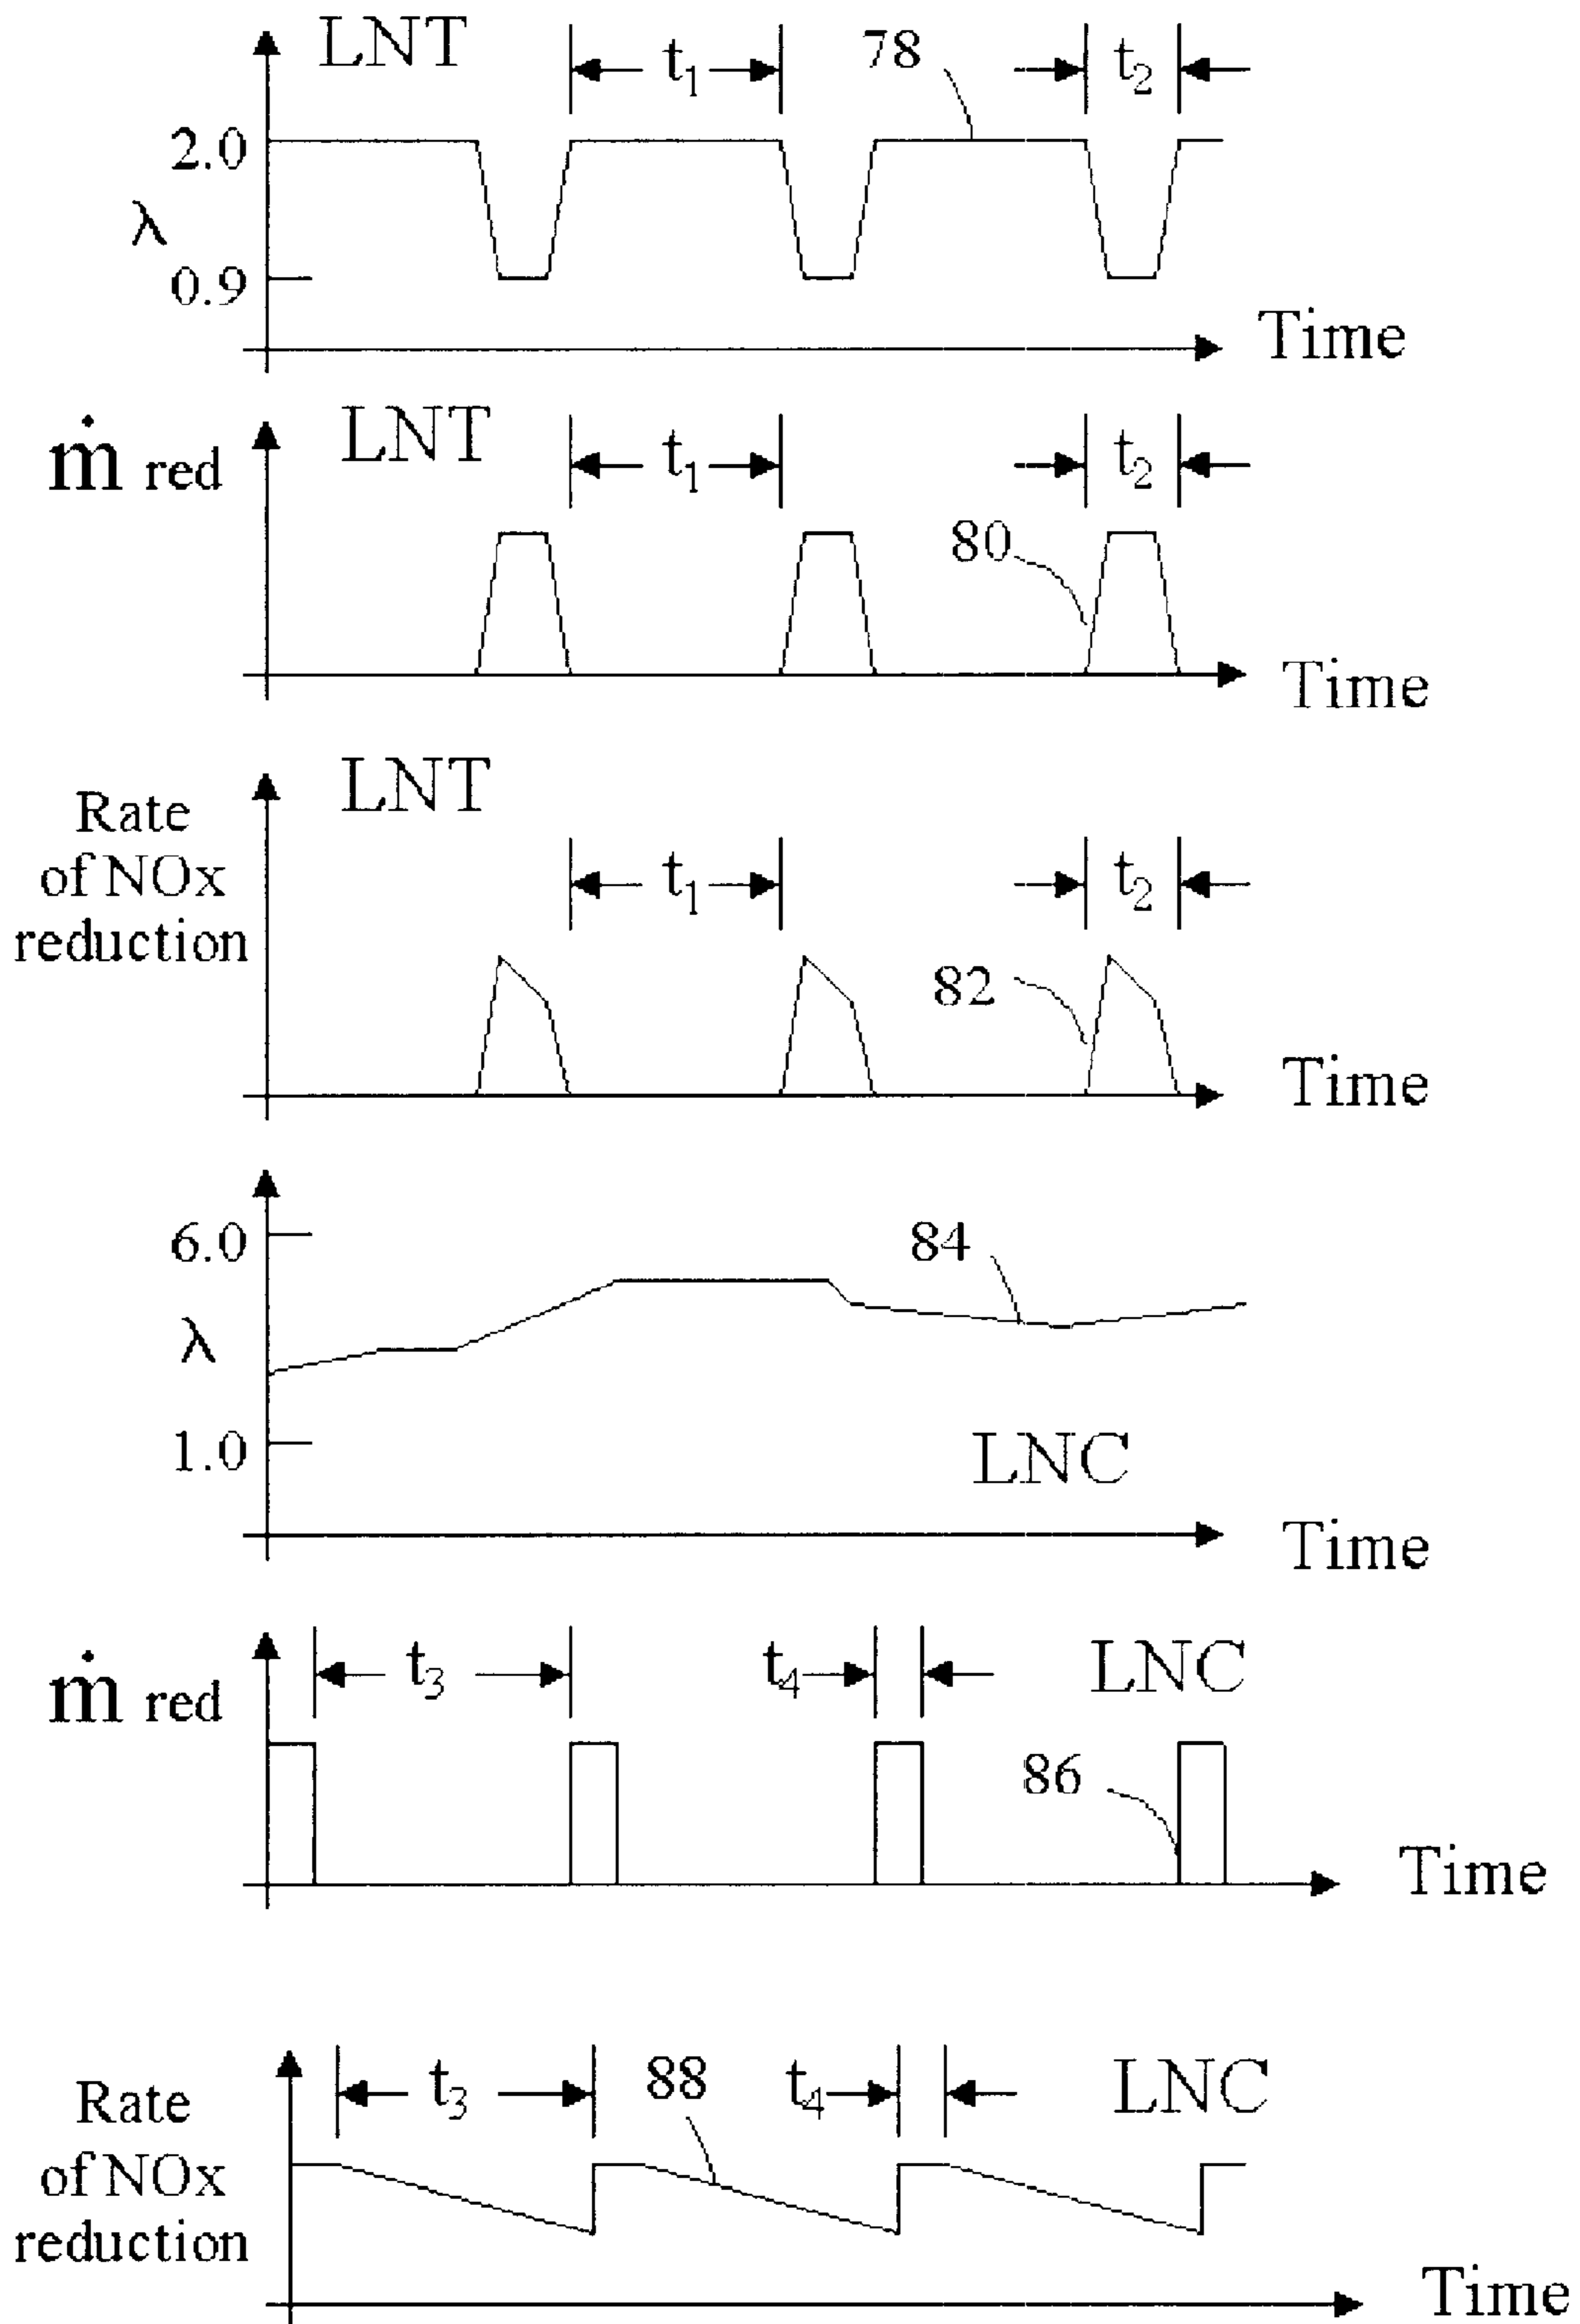 LNT
t1
78
t2
2.0
λ
0.9
Time
ṁ red
LNT
t1
t2
80
Time
LNT
Rate
of NOx
reduction
t1
t2
82
Time
6.0
84
λ
1.0
LNC
Time
ṁ red
t3
t4
LNC
86
Time
Rate
of NOx
reduction
t3
88
t4
LNC
Time